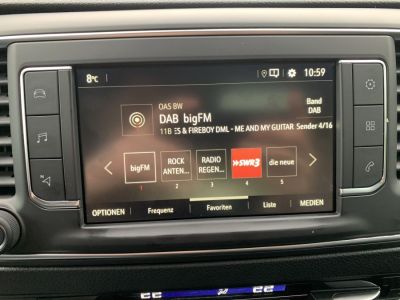 8°C
10:59
OAS BW
DAB bigFM
Band
DAB
11B ES & FIREBOY DML - ME AND MY GUITAR Sender 4/16
bigFM
ROCK ANTEN...
RADIO REGEN...
SWR3
die neue
1 2 3 4 5
OPTIONEN Frequenz Favoriten Liste MEDIEN